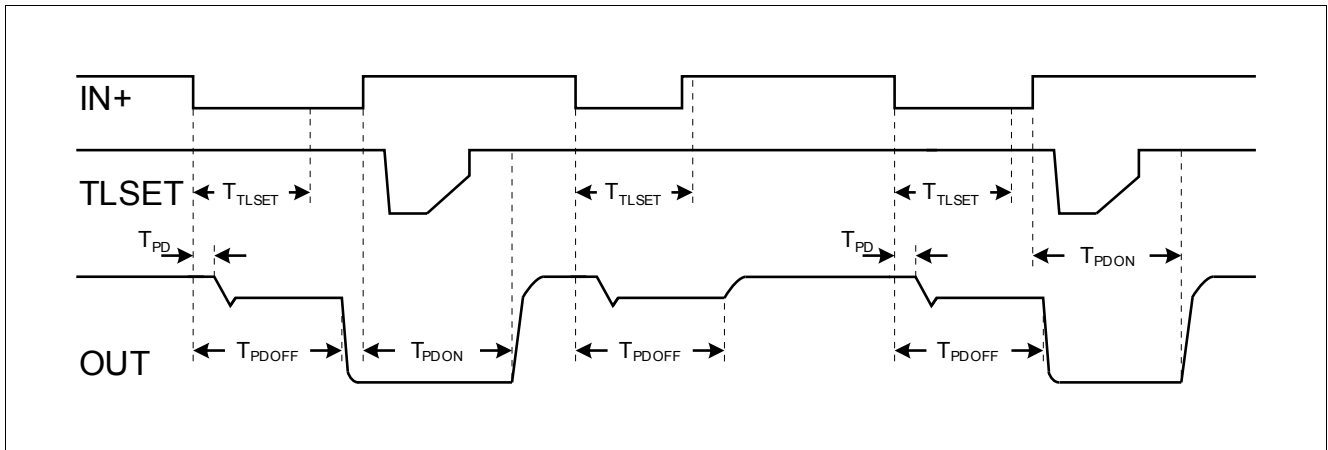 IN+
TLSET
T_TLSET T_TLSET T_TLSET
T_PD T_PD
T_PDON
OUT
T_PDOFF T_PDON T_PDOFF T_PDOFF